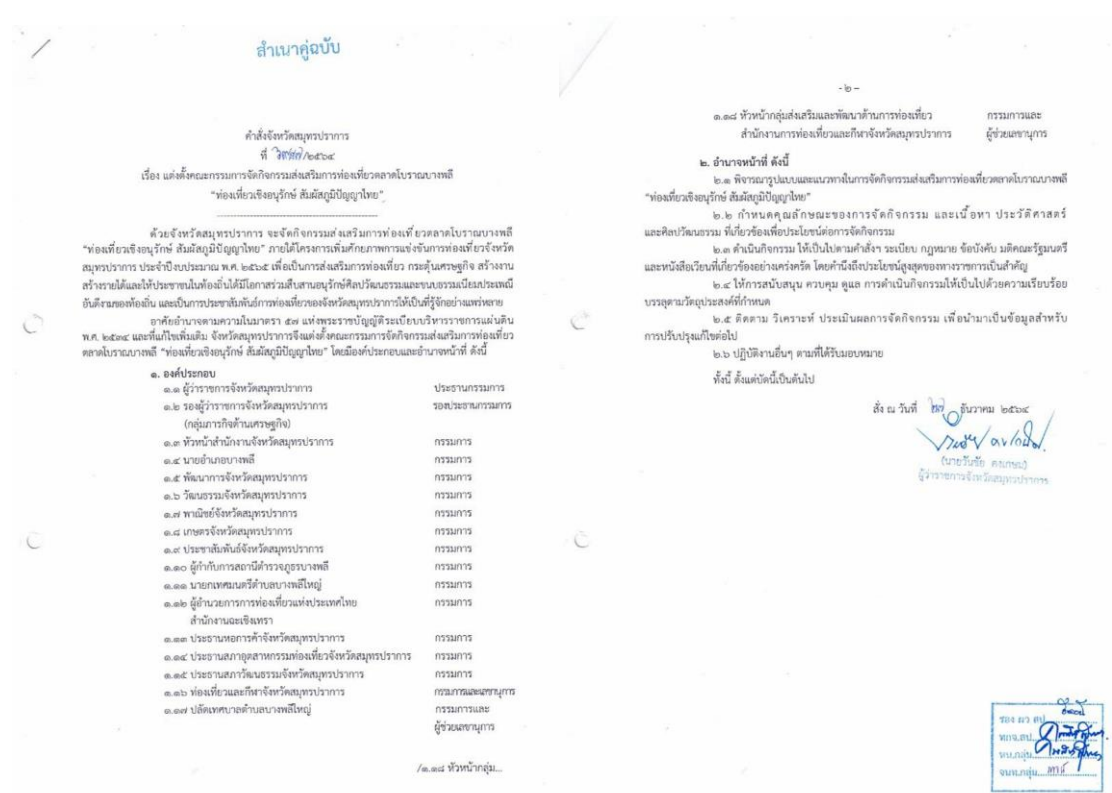 สำเนาคู่ฉบับ
คำสั่งจังหวัดสมุทรปราการ
ที่ /๒๕๖๔
เรื่อง แต่งตั้งคณะกรรมการจัดกิจกรรมส่งเสริมการท่องเที่ยวตลาดโบราณบางพลี
"ท่องเที่ยวเชิงอนุรักษ์ สัมผัสภูมิปัญญาไทย"
ด้วยจังหวัดสมุทรปราการ จะจัดกิจกรรมส่งเสริมการท่องเที่ยวตลาดโบราณบางพลี
"ท่องเที่ยวเชิงอนุรักษ์ สัมผัสภูมิปัญญาไทย" ภายใต้โครงการเพิ่มศักยภาพการแข่งขันการท่องเที่ยวจังหวัด
สมุทรปราการ ประจำปีงบประมาณ พ.ศ. ๒๕๖๔ เพื่อเป็นการส่งเสริมการท่องเที่ยว กระตุ้นเศรษฐกิจ สร้างงาน
สร้างรายได้และให้ประชาชนในท้องถิ่นได้มีโอกาสร่วมสืบสานอนุรักษ์ศิลปวัฒนธรรมและขนบธรรมเนียมประเพณี
อันดีงามของท้องถิ่น และเป็นการประชาสัมพันธ์การท่องเที่ยวของจังหวัดสมุทรปราการให้เป็นที่รู้จักอย่างแพร่หลาย
อาศัยอำนาจตามความในมาตรา ๕๗ แห่งพระราชบัญญัติระเบียบบริหารราชการแผ่นดิน
พ.ศ. ๒๕๓๔ และที่แก้ไขเพิ่มเติม จังหวัดสมุทรปราการจึงแต่งตั้งคณะกรรมการจัดกิจกรรมส่งเสริมการท่องเที่ยว
ตลาดโบราณบางพลี "ท่องเที่ยวเชิงอนุรักษ์ สัมผัสภูมิปัญญาไทย" โดยมีองค์ประกอบและอำนาจหน้าที่ ดังนี้
๑. องค์ประกอบ
๑.๑ ผู้ว่าราชการจังหวัดสมุทรปราการ ประธานกรรมการ
๑.๒ รองผู้ว่าราชการจังหวัดสมุทรปราการ รองประธานกรรมการ
(กลุ่มภารกิจด้านเศรษฐกิจ)
๑.๓ หัวหน้าสำนักงานจังหวัดสมุทรปราการ กรรมการ
๑.๔ นายอำเภอบางพลี กรรมการ
๑.๕ พัฒนาการจังหวัดสมุทรปราการ กรรมการ
๑.๖ วัฒนธรรมจังหวัดสมุทรปราการ กรรมการ
๑.๗ พาณิชย์จังหวัดสมุทรปราการ กรรมการ
๑.๘ เกษตรจังหวัดสมุทรปราการ กรรมการ
๑.๙ ประชาสัมพันธ์จังหวัดสมุทรปราการ กรรมการ
๑.๑๐ ผู้กำกับการสถานีตำรวจภูธรบางพลี กรรมการ
๑.๑๑ นายกเทศมนตรีตำบลบางพลีใหญ่ กรรมการ
๑.๑๒ ผู้อำนวยการการท่องเที่ยวแห่งประเทศไทย กรรมการ
สำนักงานฉะเชิงเทรา
๑.๑๓ ประธานหอการค้าจังหวัดสมุทรปราการ กรรมการ
๑.๑๔ ประธานสภาอุตสาหกรรมท่องเที่ยวจังหวัดสมุทรปราการ กรรมการ
๑.๑๕ ประธานสภาวัฒนธรรมจังหวัดสมุทรปราการ กรรมการ
๑.๑๖ ท่องเที่ยวและกีฬาจังหวัดสมุทรปราการ กรรมการและเลขานุการ
๑.๑๗ ปลัดเทศบาลตำบลบางพลีใหญ่ กรรมการและ
ผู้ช่วยเลขานุการ
/๑.๑๘ หัวหน้ากลุ่ม...
- ๒ -
๑.๑๘ หัวหน้ากลุ่มส่งเสริมและพัฒนาด้านการท่องเที่ยว กรรมการและ
สำนักงานการท่องเที่ยวและกีฬาจังหวัดสมุทรปราการ ผู้ช่วยเลขานุการ
๒. อำนาจหน้าที่ ดังนี้
๒.๑ พิจารณารูปแบบและแนวทางในการจัดกิจกรรมส่งเสริมการท่องเที่ยวตลาดโบราณบางพลี
"ท่องเที่ยวเชิงอนุรักษ์ สัมผัสภูมิปัญญาไทย"
๒.๒ กำหนดคุณลักษณะของการจัดกิจกรรม และเนื้อหา ประวัติศาสตร์
และศิลปวัฒนธรรม ที่เกี่ยวข้องเพื่อประโยชน์ต่อการจัดกิจกรรม
๒.๓ ดำเนินกิจกรรม ให้เป็นไปตามคำสั่งฯ ระเบียบ กฎหมาย ข้อบังคับ มติคณะรัฐมนตรี
และหนังสือเวียนที่เกี่ยวข้องอย่างเคร่งครัด โดยคำนึงถึงประโยชน์สูงสุดของทางราชการเป็นสำคัญ
๒.๔ ให้การสนับสนุน ควบคุม ดูแล การดำเนินกิจกรรมให้เป็นไปด้วยความเรียบร้อย
บรรลุตามวัตถุประสงค์ที่กำหนด
๒.๕ ติดตาม วิเคราะห์ ประเมินผลการจัดกิจกรรม เพื่อนำมาเป็นข้อมูลสำหรับ
การปรับปรุงแก้ไขต่อไป
๒.๖ ปฏิบัติงานอื่นๆ ตามที่ได้รับมอบหมาย
ทั้งนี้ ตั้งแต่บัดนี้เป็นต้นไป
สั่ง ณ วันที่ ธันวาคม ๒๕๖๔
(นายวันชัย คงเกษม)
ผู้ว่าราชการจังหวัดสมุทรปราการ
รอง ผว สป.
ทกจ.สป.
หน.กลุ่ม
จนท.กลุ่ม